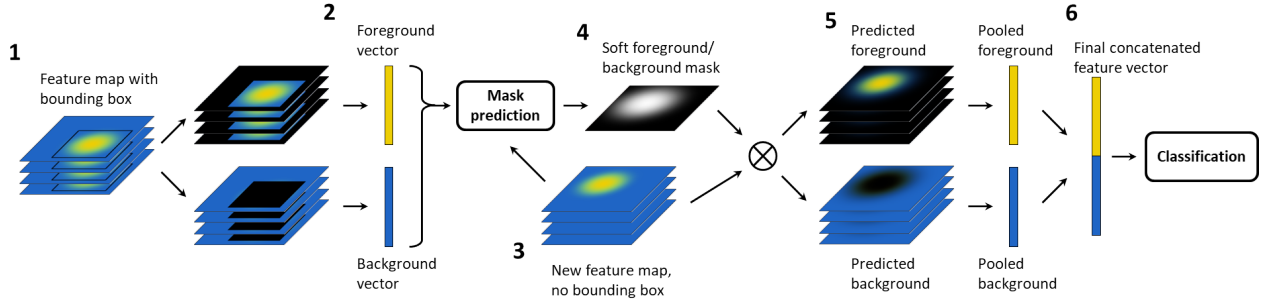 1
Feature map with
bounding box
2
Foreground
vector
Background
vector
Mask
prediction
3
New feature map,
no bounding box
4
Soft foreground/
background mask
5
Predicted
foreground
Pooled
foreground
Predicted
background
Pooled
background
6
Final concatenated
feature vector
Classification